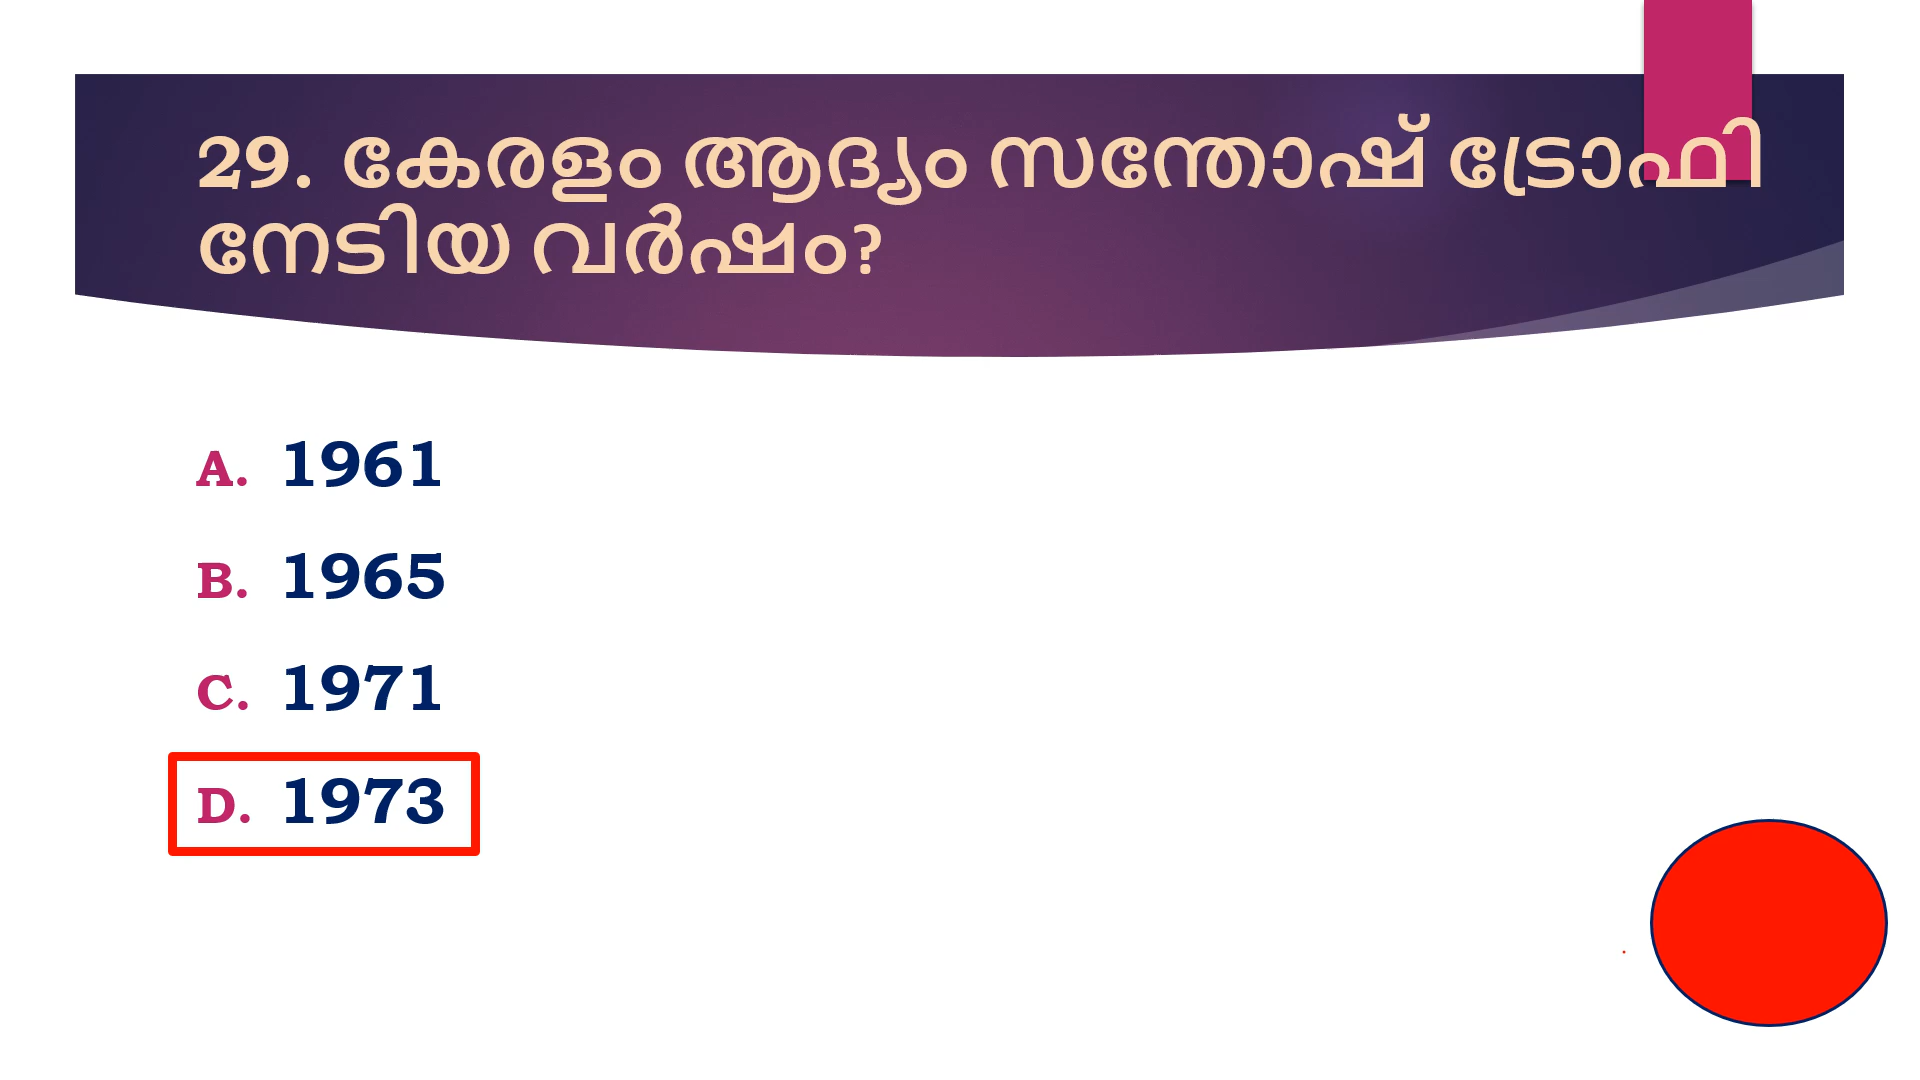 29. കേരളം ആദ്യം സന്തോഷ് ട്രോഫി
നേടിയ വർഷം?
A. 1961
B. 1965
C. 1971
D. 1973